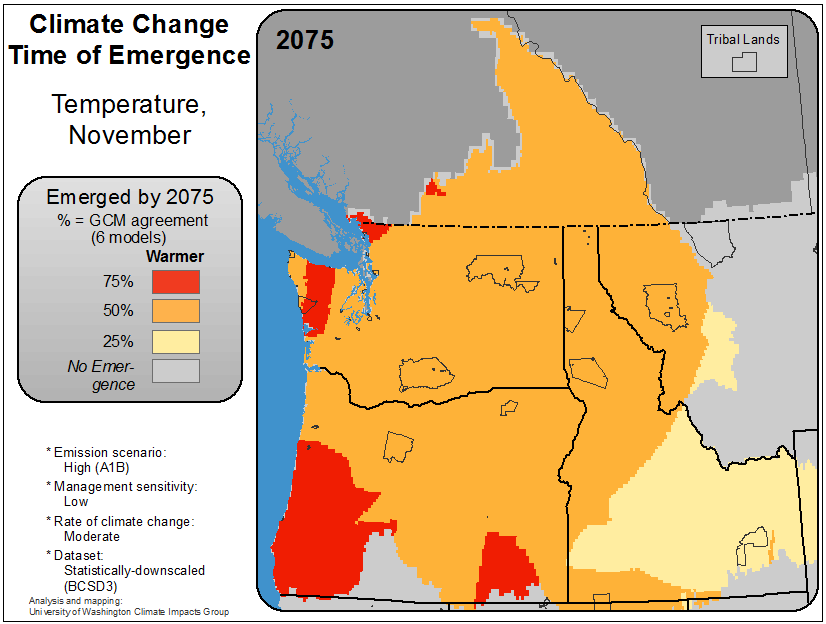 Climate Change
Time of Emergence
Temperature,
November
Emerged by 2075
% = GCM agreement
(6 models)
Warmer
75%
50%
25%
No Emer-
gence
* Emission scenario:
High (A1B)
* Management sensitivity:
Low
* Rate of climate change:
Moderate
* Dataset:
Statistically-downscaled
(BCSD3)
Analysis and mapping:
University of Washington Climate Impacts Group
2075
Tribal Lands